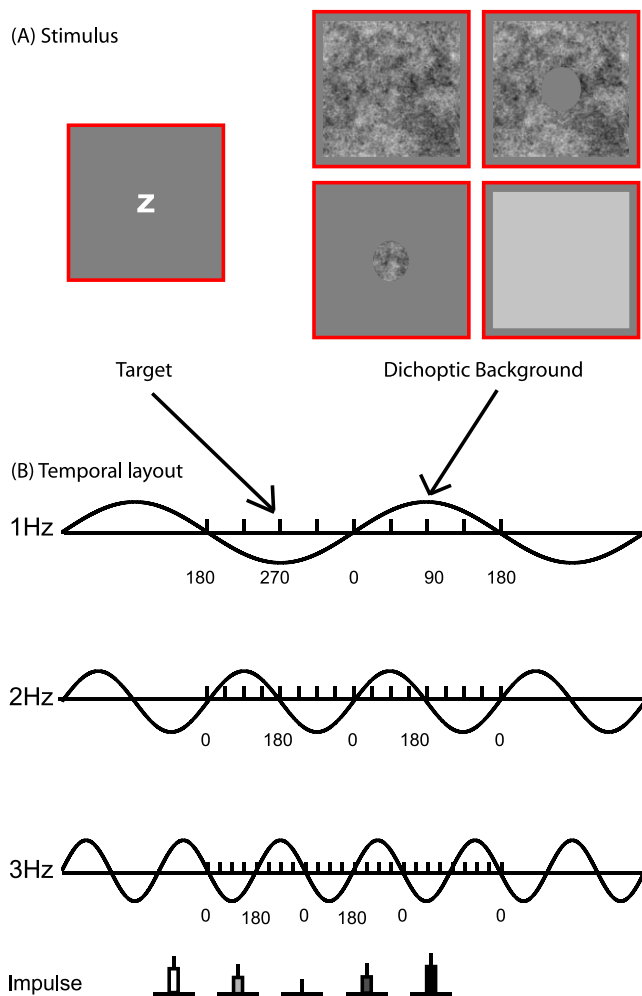 (A) Stimulus
z
Target
Dichoptic Background
(B) Temporal layout
1Hz
180 270 0 90 180
2Hz
0 180 0 180 0
3Hz
0 180 0 180 0 0
Impulse